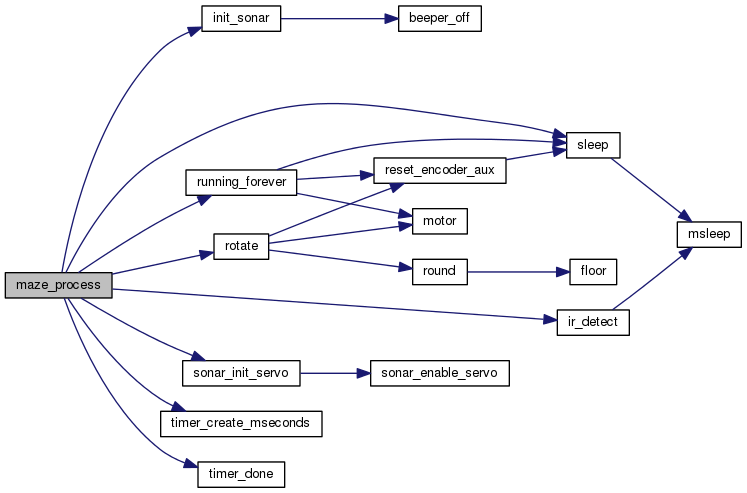 init_sonar
beeper_off
sleep
reset_encoder_aux
running_forever
motor
msleep
rotate
round
floor
maze_process
ir_detect
sonar_init_servo
sonar_enable_servo
timer_create_mseconds
timer_done